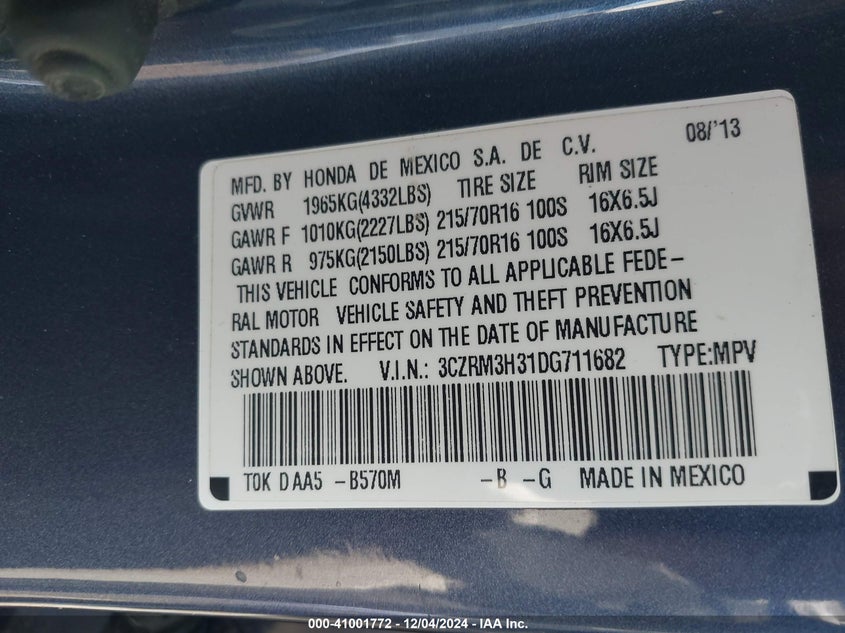 08/'13
MFD. BY HONDA DE MEXICO S.A. DE C.V.
GVWR 1965KG(4332LBS) TIRE SIZE RIM SIZE
GAWR F 1010KG(2227LBS) 215/70R16 100S 16X6.5J
GAWR R 975KG(2150LBS) 215/70R16 100S 16X6.5J
THIS VEHICLE CONFORMS TO ALL APPLICABLE FEDE-
RAL MOTOR VEHICLE SAFETY AND THEFT PREVENTION
STANDARDS IN EFFECT ON THE DATE OF MANUFACTURE
SHOWN ABOVE. V.I.N.: 3CZRM3H31DG711682 TYPE:MPV
T0K D AA5 -B570M -B -G MADE IN MEXICO
000-41001772 - 12/04/2024 - IAA Inc.